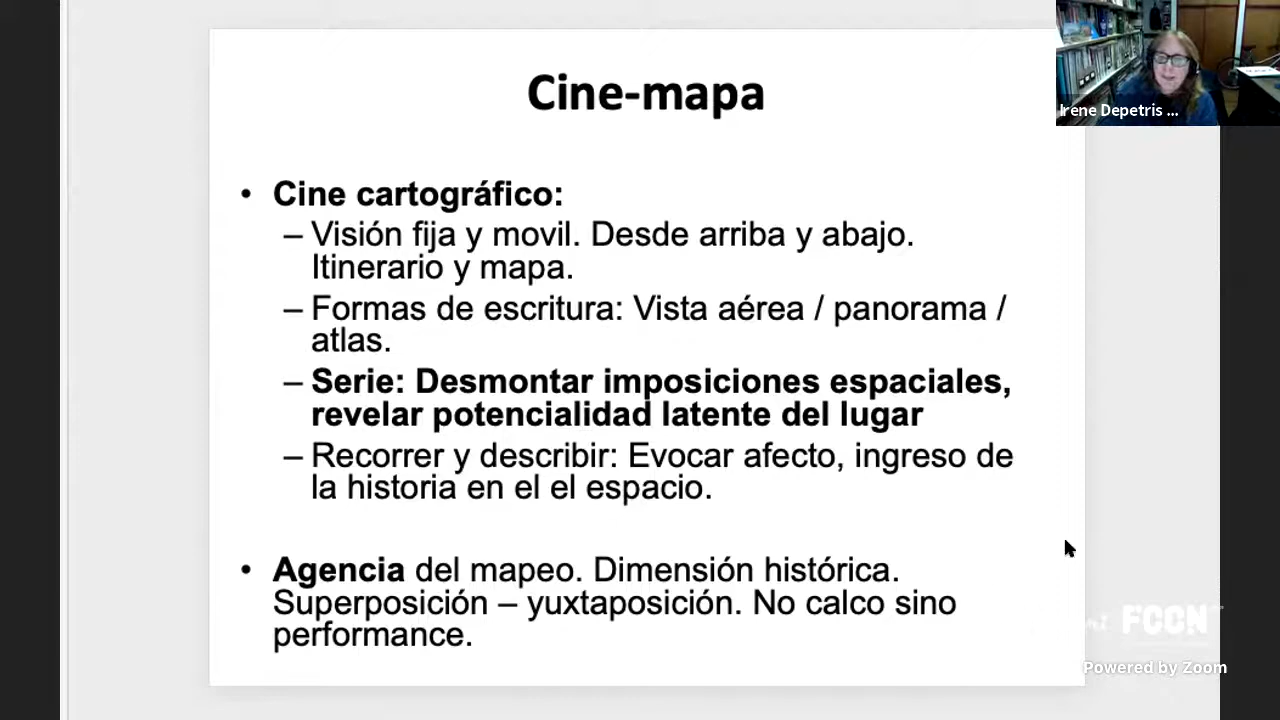 Cine-mapa
Irene Depetris ...
• Cine cartográfico:
– Visión fija y movil. Desde arriba y abajo.
Itinerario y mapa.
– Formas de escritura: Vista aérea / panorama /
atlas.
– Serie: Desmontar imposiciones espaciales,
revelar potencialidad latente del lugar
– Recorrer y describir: Evocar afecto, ingreso de
la historia en el el espacio.
• Agencia del mapeo. Dimensión histórica.
Superposición – yuxtaposición. No calco sino
performance.
FCCN
Powered by Zoom